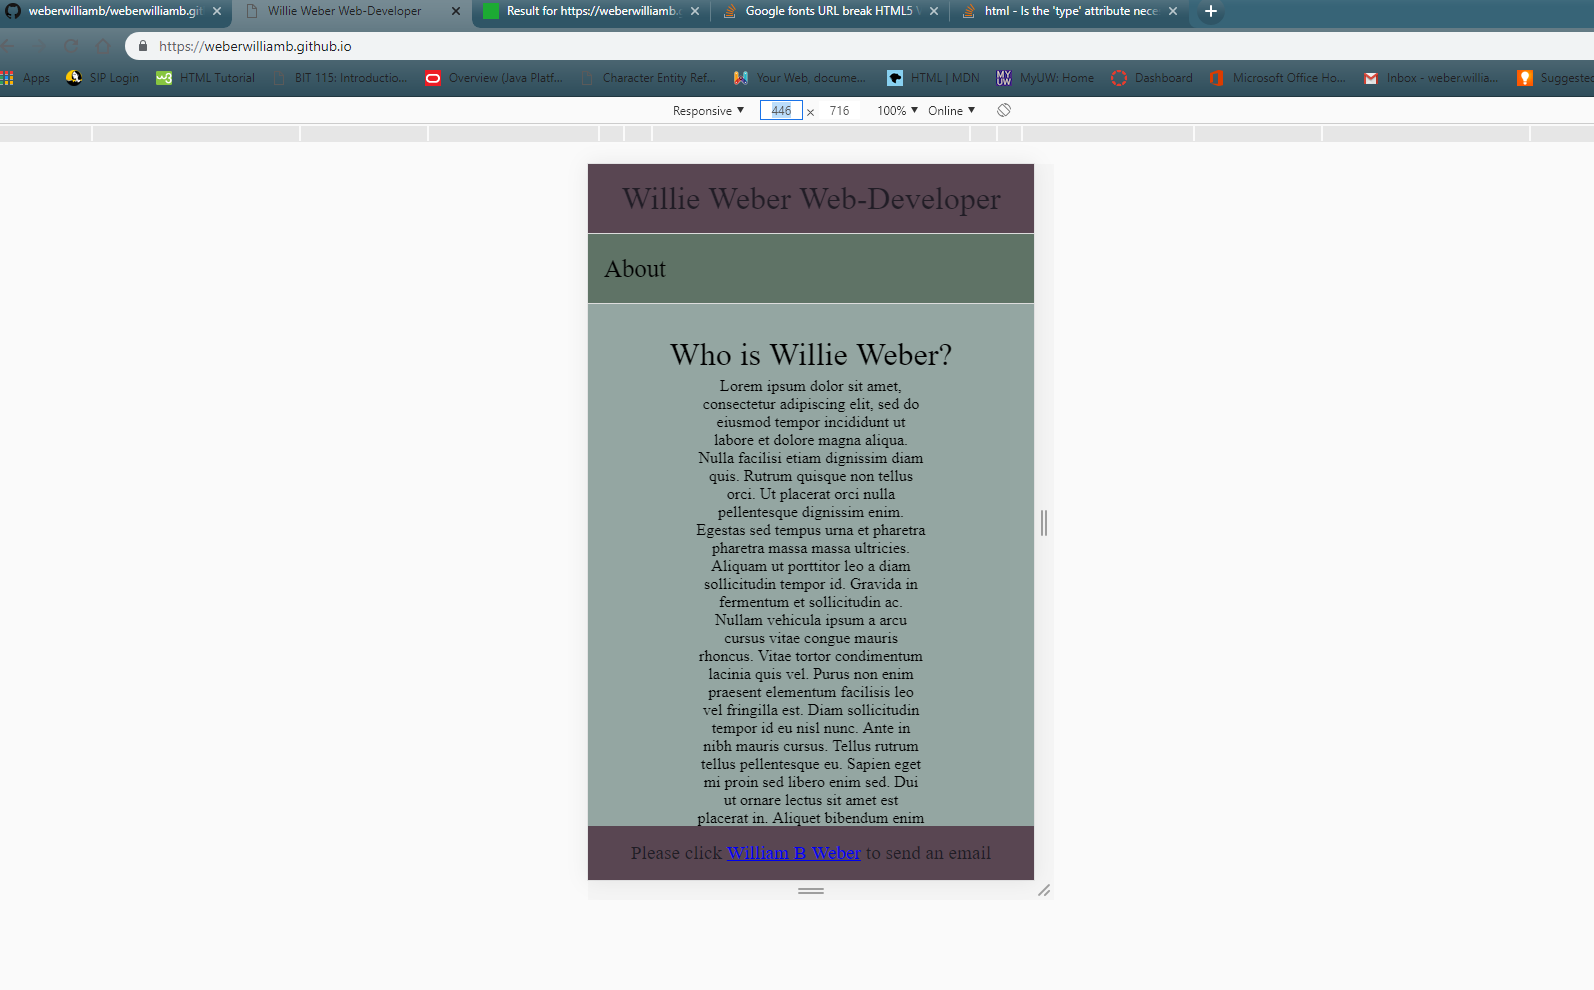 weberwilliamb/weberwilliamb.git
Willie Weber Web-Developer
Result for https://weberwilliamb.g
Google fonts URL break HTML5
html - Is the 'type' attribute nece
https://weberwilliamb.github.io
Apps
SIP Login
HTML Tutorial
BIT 115: Introductio...
Overview (Java Platf...
Character Entity Ref...
Your Web, docume...
HTML | MDN
MyUW: Home
Dashboard
Microsoft Office Ho...
Inbox - weber.willia...
Suggested
Responsive ▼ 446 × 716 100% ▼ Online ▼
Willie Weber Web-Developer
About
Who is Willie Weber?
Lorem ipsum dolor sit amet,
consectetur adipiscing elit, sed do
eiusmod tempor incididunt ut
labore et dolore magna aliqua.
Nulla facilisi etiam dignissim diam
quis. Rutrum quisque non tellus
orci. Ut placerat orci nulla
pellentesque dignissim enim.
Egestas sed tempus urna et pharetra
pharetra massa massa ultricies.
Aliquam ut porttitor leo a diam
sollicitudin tempor id. Gravida in
fermentum et sollicitudin ac.
Nullam vehicula ipsum a arcu
cursus vitae congue mauris
rhoncus. Vitae tortor condimentum
lacinia quis vel. Purus non enim
praesent elementum facilisis leo
vel fringilla est. Diam sollicitudin
tempor id eu nisl nunc. Ante in
nibh mauris cursus. Tellus rutrum
tellus pellentesque eu. Sapien eget
mi proin sed libero enim sed. Dui
ut ornare lectus sit amet est
placerat in. Aliquet bibendum enim
Please click William B Weber to send an email